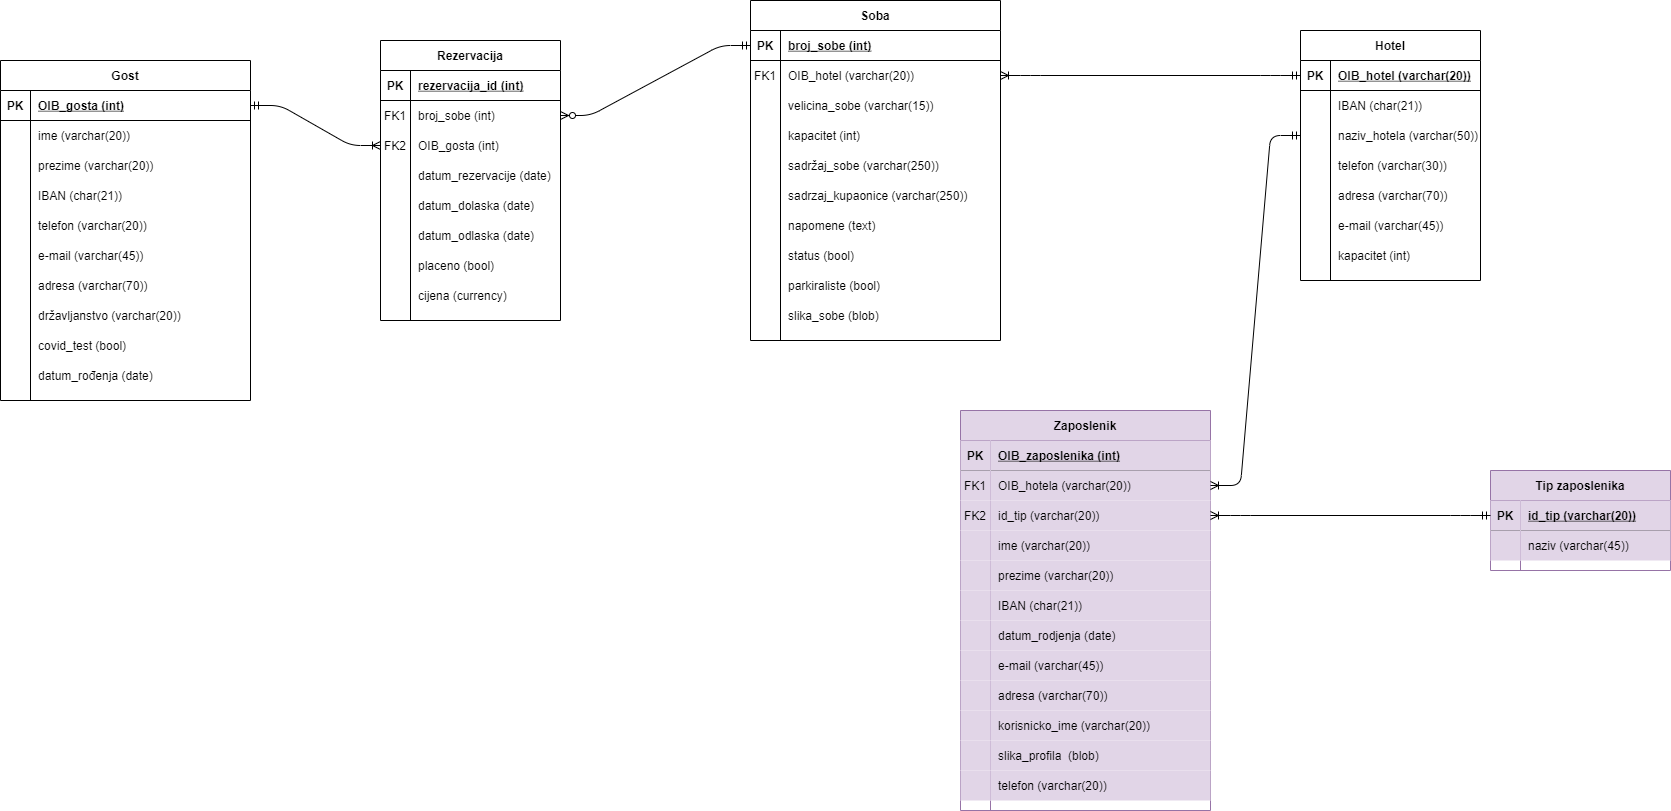 Gost
PK OIB_gosta (int)
ime (varchar(20))
prezime (varchar(20))
IBAN (char(21))
telefon (varchar(20))
e-mail (varchar(45))
adresa (varchar(70))
državljanstvo (varchar(20))
covid_test (bool)
datum_rođenja (date)
Rezervacija
PK rezervacija_id (int)
FK1 broj_sobe (int)
FK2 OIB_gosta (int)
datum_rezervacije (date)
datum_dolaska (date)
datum_odlaska (date)
placeno (bool)
cijena (currency)
Soba
PK broj_sobe (int)
FK1 OIB_hotel (varchar(20))
velicina_sobe (varchar(15))
kapacitet (int)
sadržaj_sobe (varchar(250))
sadrzaj_kupaonice (varchar(250))
napomene (text)
status (bool)
parkiraliste (bool)
slika_sobe (blob)
Hotel
PK OIB_hotel (varchar(20))
IBAN (char(21))
naziv_hotela (varchar(50))
telefon (varchar(30))
adresa (varchar(70))
e-mail (varchar(45))
kapacitet (int)
Zaposlenik
PK OIB_zaposlenika (int)
FK1 OIB_hotela (varchar(20))
FK2 id_tip (varchar(20))
ime (varchar(20))
prezime (varchar(20))
IBAN (char(21))
datum_rodjenja (date)
e-mail (varchar(45))
adresa (varchar(70))
korisnicko_ime (varchar(20))
slika_profila (blob)
telefon (varchar(20))
Tip zaposlenika
PK id_tip (varchar(20))
naziv (varchar(45))